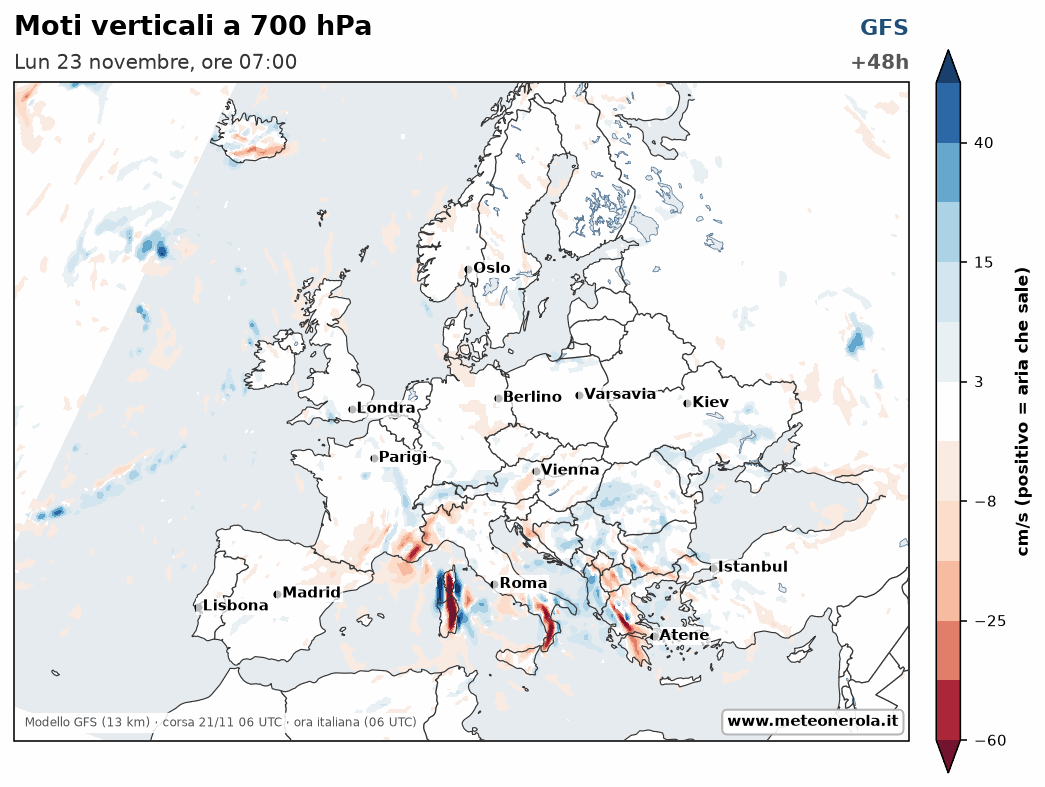 Moti verticali a 700 hPa
GFS
Lun 23 novembre, ore 07:00
+48h
40
15
3
−8
−25
−60
cm/s (positivo = aria che sale)
Oslo
Londra
Berlino
Varsavia
Kiev
Parigi
Vienna
Istanbul
Roma
Madrid
Lisbona
Atene
Modello GFS (13 km) · corsa 21/11 06 UTC · ora italiana (06 UTC)
www.meteonerola.it